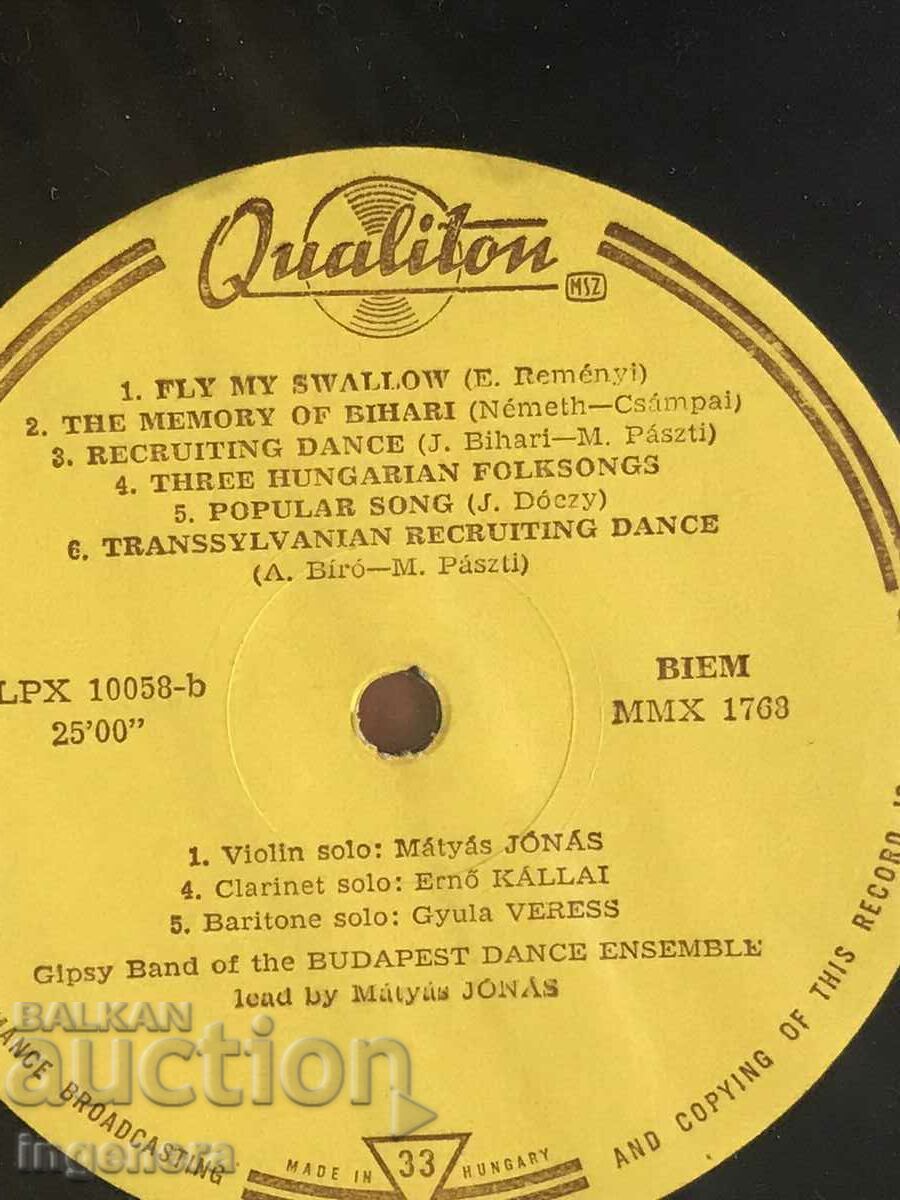 Qualiton
MSZ
1. FLY MY SWALLOW (E. Reményi)
2. THE MEMORY OF BIHARI (Németh—Csámpai)
3. RECRUITING DANCE (J. Bihari—M. Pászti)
4. THREE HUNGARIAN FOLKSONGS
5. POPULAR SONG (J. Dóczy)
6. TRANSSYLVANIAN RECRUITING DANCE
(A. Bíró—M. Pászti)
LPX 10058-b
25'00”
BIEM
MMX 1768
1. Violin solo: Mátyás JÓNÁS
4. Clarinet solo: Ernő KÁLLAI
5. Baritone solo: Gyula VERESS
Gipsy Band of the BUDAPEST DANCE ENSEMBLE
lead by Mátyás JÓNÁS
BROADCASTING
AND COPYING OF THIS RECORD
MADE IN 33 HUNGARY
BALKAN
auction
ingenera